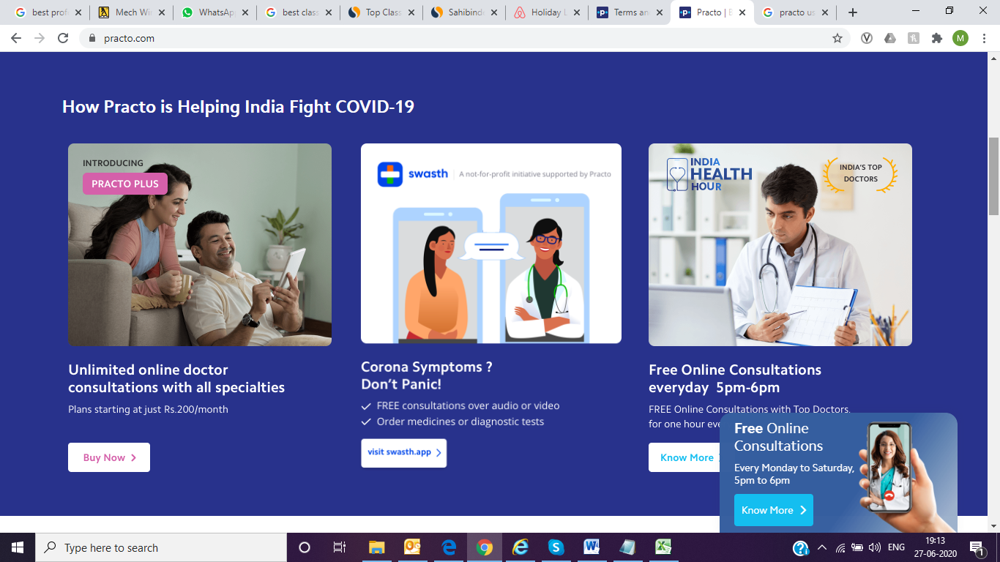 best prof
Mech Wi
WhatsAp
best class
Top Class
Sahibind
Holiday L
Terms an
Practo |
practo us
practo.com
M
How Practo is Helping India Fight COVID-19
INTRODUCING
PRACTO PLUS
swasth
A not-for-profit initiative supported by Practo
INDIA
HEALTH
HOUR
INDIA'S TOP
DOCTORS
Unlimited online doctor
consultations with all specialties
Plans starting at just Rs.200/month
Buy Now
Corona Symptoms ?
Don't Panic!
FREE consultations over audio or video
Order medicines or diagnostic tests
visit swasth.app
Free Online Consultations
everyday 5pm-6pm
FREE Online Consultations with Top Doctors,
for one hour eve
Know More
Free Online
Consultations
Every Monday to Saturday,
5pm to 6pm
Know More
Type here to search
ENG
19:13
27-06-2020
1